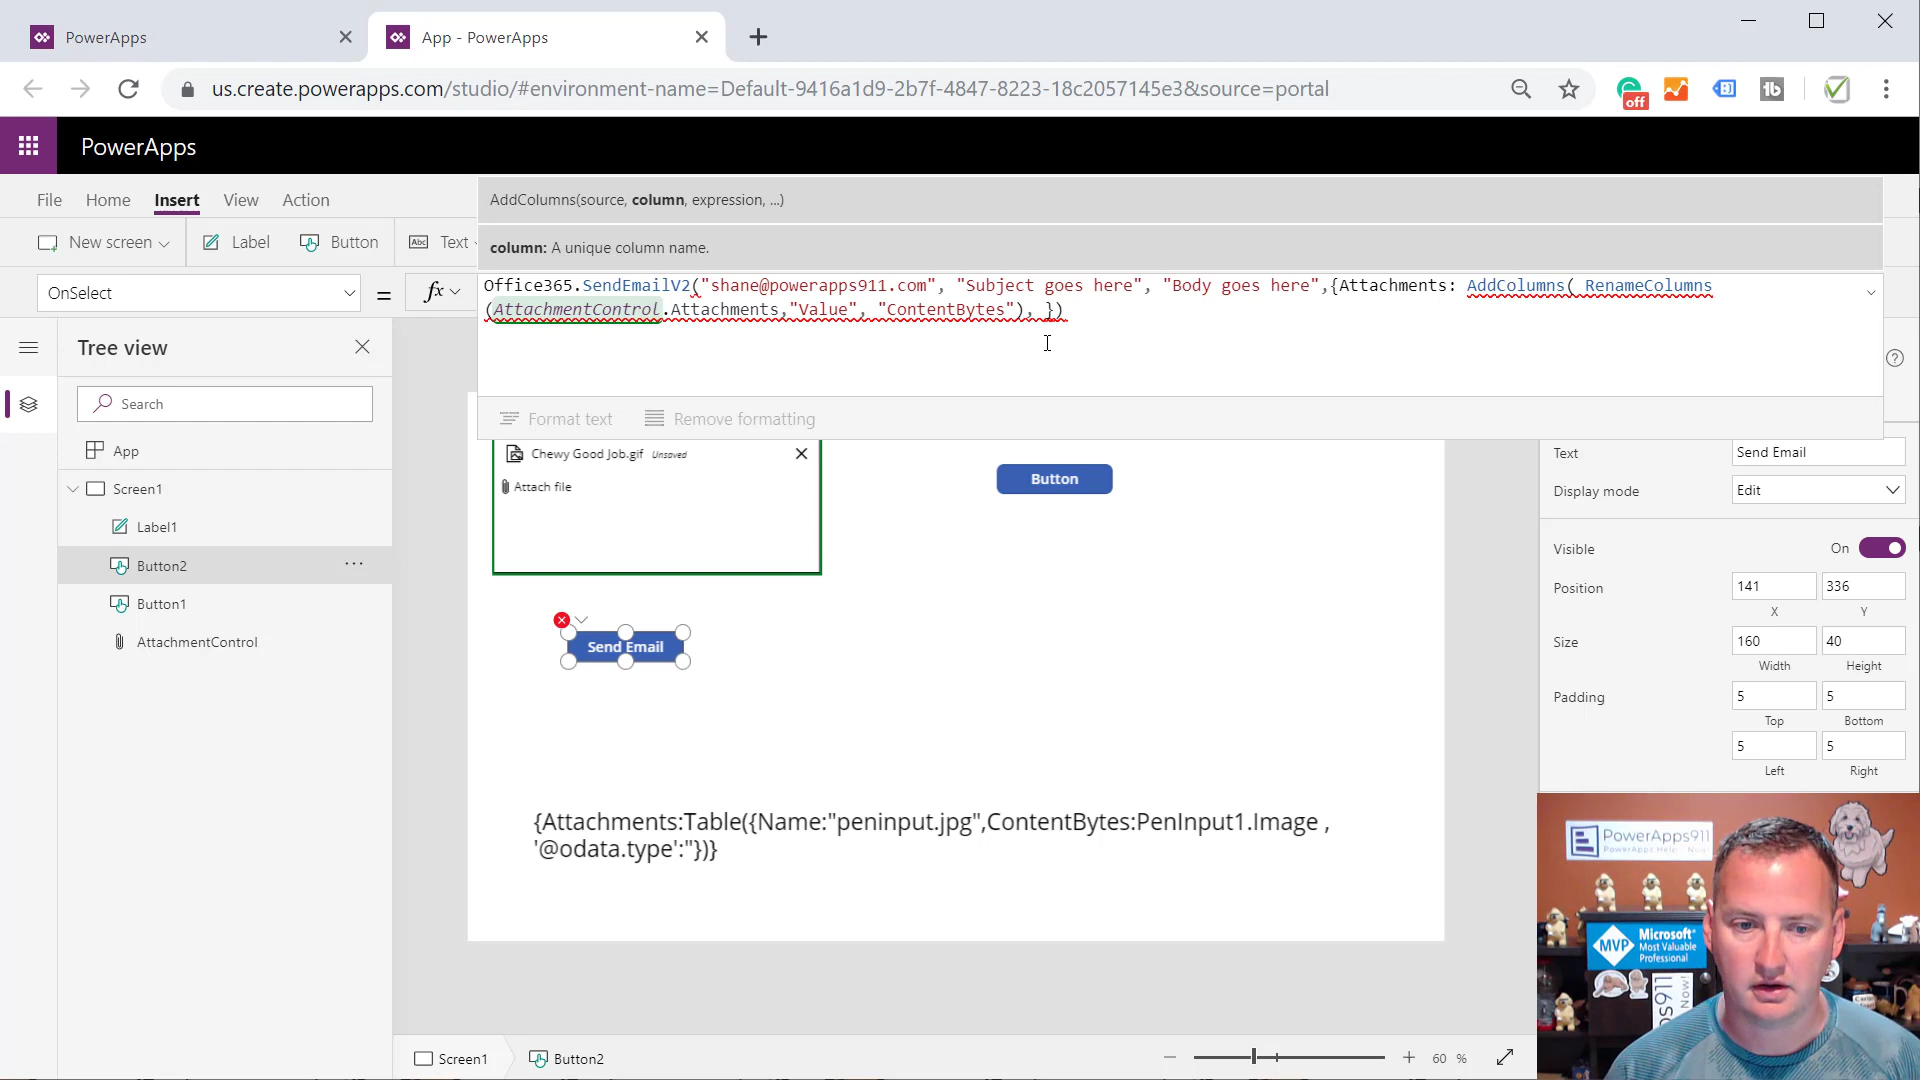 PowerApps
App - PowerApps
us.create.powerapps.com/studio/#environment-name=Default-9416a1d9-2b7f-4847-8223-18c2057145e3&source=portal
off
PowerApps
File Home Insert View Action
New screen Label Button Abc Text
AddColumns(source, column, expression, ...)
column: A unique column name.
OnSelect = fx
Office365.SendEmailV2("shane@powerapps911.com", "Subject goes here", "Body goes here",{Attachments: AddColumns( RenameColumns
(AttachmentControl.Attachments,"Value", "ContentBytes"), })
Format text Remove formatting
Tree view
Search
App
Screen1
Label1
Button2 ...
Button1
AttachmentControl
Chewy Good Job.gif Unsaved
Attach file
Button
Send Email
{Attachments:Table({Name:"peninput.jpg",ContentBytes:PenInput1.Image ,
'@odata.type':''})}
Text Send Email
Display mode Edit
Visible On
Position 141 336
X Y
Size 160 40
Width Height
Padding 5 5
Top Bottom
5 5
Left Right
PowerApps911
PowerApps Help - Now!
Microsoft
MVP Most Valuable
Professional
Screen1 Button2
60 %